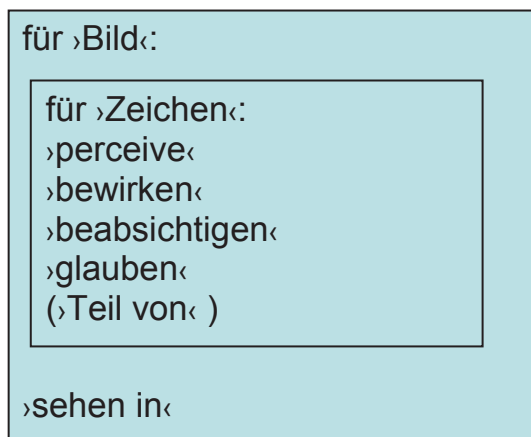 für ›Bild‹:
für ›Zeichen‹:
›perceive‹
›bewirken‹
›beabsichtigen‹
›glauben‹
(›Teil von‹ )
›sehen in‹